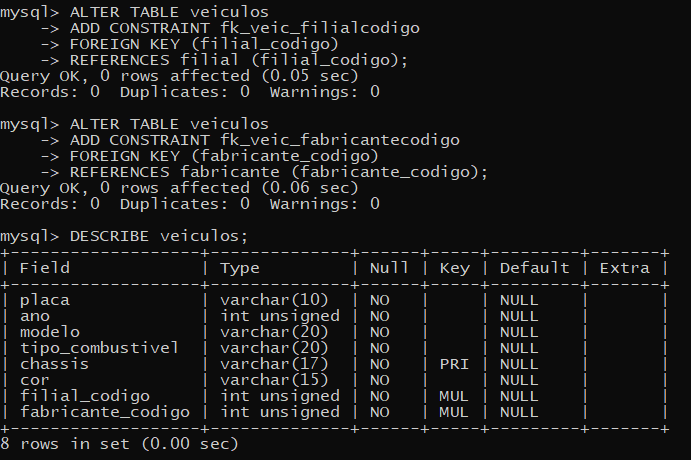 mysql> ALTER TABLE veiculos
    -> ADD CONSTRAINT fk_veic_filialcodigo
    -> FOREIGN KEY (filial_codigo)
    -> REFERENCES filial (filial_codigo);
Query OK, 0 rows affected (0.05 sec)
Records: 0  Duplicates: 0  Warnings: 0

mysql> ALTER TABLE veiculos
    -> ADD CONSTRAINT fk_veic_fabricantecodigo
    -> FOREIGN KEY (fabricante_codigo)
    -> REFERENCES fabricante (fabricante_codigo);
Query OK, 0 rows affected (0.06 sec)
Records: 0  Duplicates: 0  Warnings: 0

mysql> DESCRIBE veiculos;
+-------------------+--------------+------+-----+---------+-------+
| Field             | Type         | Null | Key | Default | Extra |
+-------------------+--------------+------+-----+---------+-------+
| placa             | varchar(10)  | NO   |     | NULL    |       |
| ano               | int unsigned | NO   |     | NULL    |       |
| modelo            | varchar(20)  | NO   |     | NULL    |       |
| tipo_combustivel  | varchar(20)  | NO   |     | NULL    |       |
| chassis           | varchar(17)  | NO   | PRI | NULL    |       |
| cor               | varchar(15)  | NO   |     | NULL    |       |
| filial_codigo     | int unsigned | NO   | MUL | NULL    |       |
| fabricante_codigo | int unsigned | NO   | MUL | NULL    |       |
+-------------------+--------------+------+-----+---------+-------+
8 rows in set (0.00 sec)